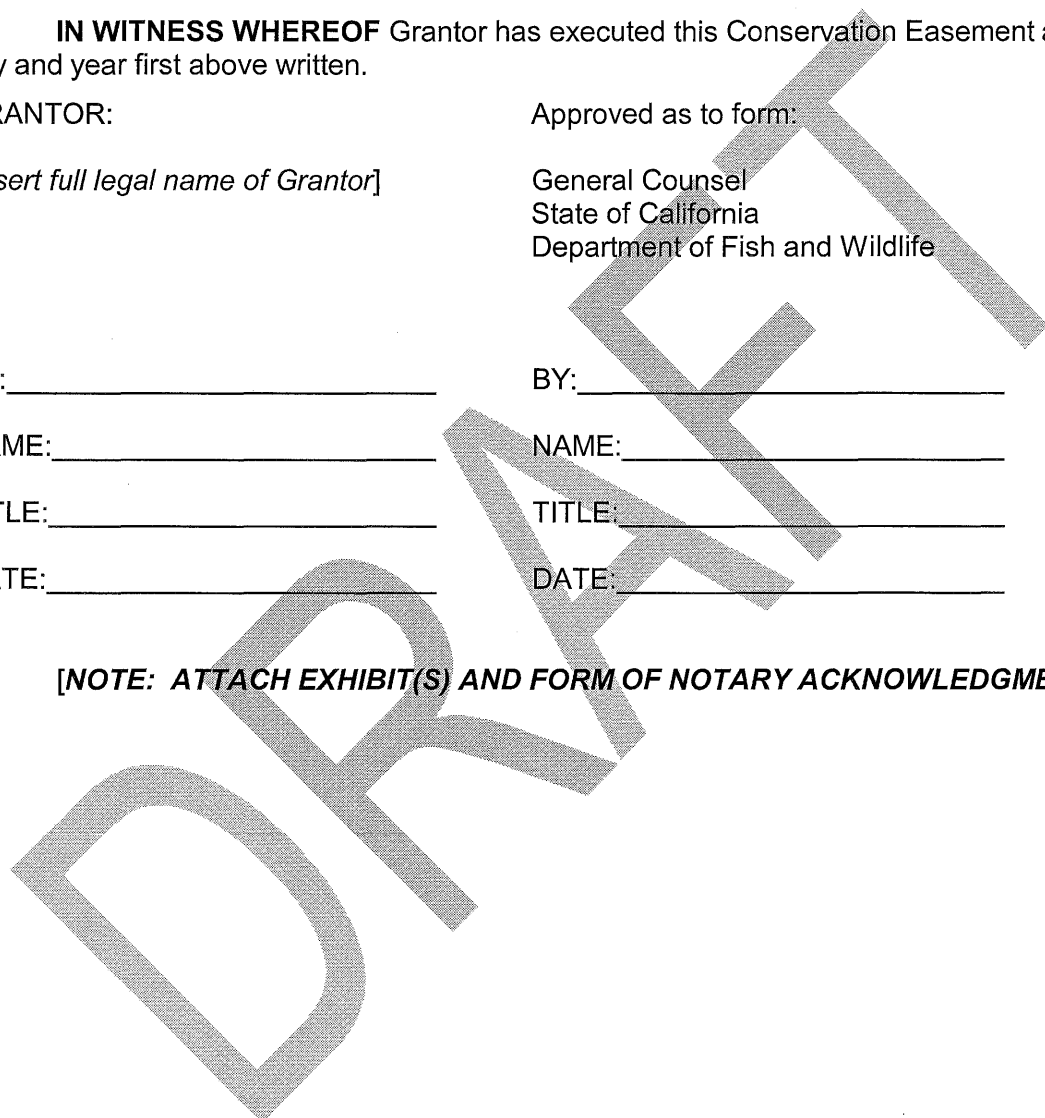 IN WITNESS WHEREOF Grantor has executed this Conservation Easement a
y and year first above written.
RANTOR:
Approved as to form:
sert full legal name of Grantor]
General Counsel
State of California
Department of Fish and Wildlife
:
BY:
AME:
NAME:
TLE:
TITLE:
ATE:
DATE:
[NOTE: ATTACH EXHIBIT(S) AND FORM OF NOTARY ACKNOWLEDGME
DRAFT